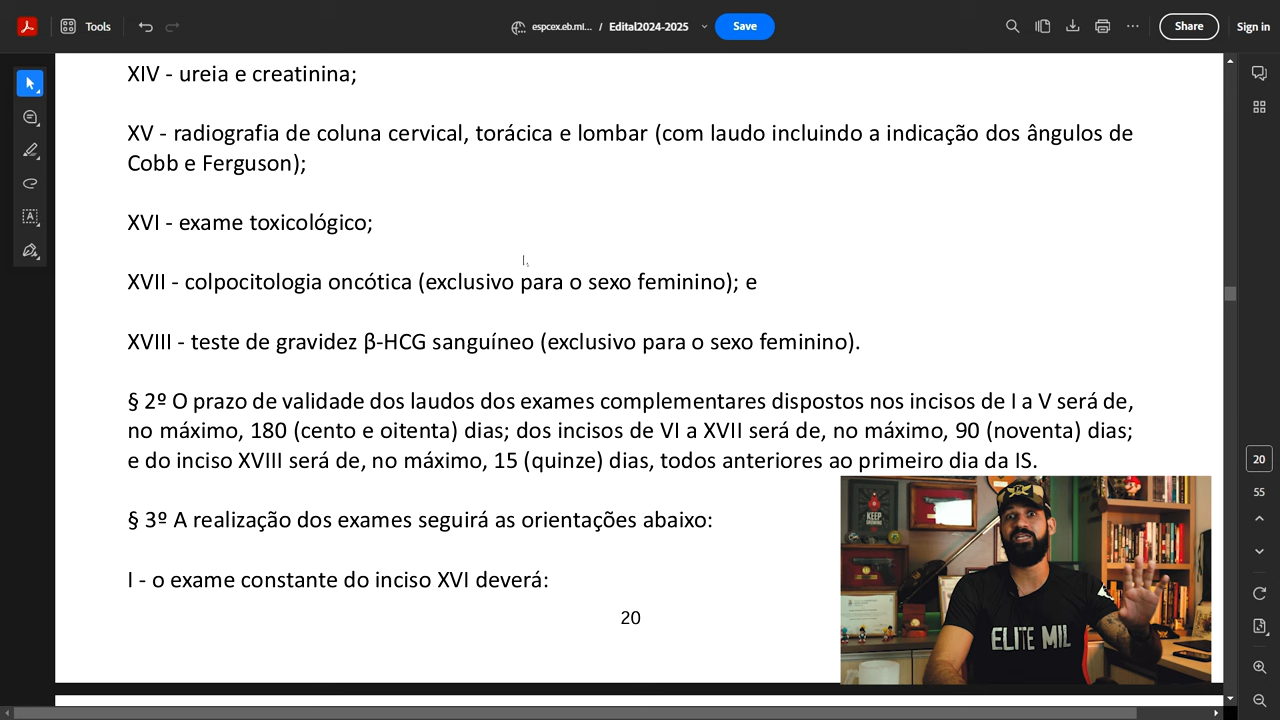 Tools
espcex.eb.mi... / Edital2024-2025
Save
Share
Sign in
XIV - ureia e creatinina;
XV - radiografia de coluna cervical, torácica e lombar (com laudo incluindo a indicação dos ângulos de
Cobb e Ferguson);
XVI - exame toxicológico;
XVII - colpocitologia oncótica (exclusivo para o sexo feminino); e
XVIII - teste de gravidez β-HCG sanguíneo (exclusivo para o sexo feminino).
§ 2º O prazo de validade dos laudos dos exames complementares dispostos nos incisos de I a V será de,
no máximo, 180 (cento e oitenta) dias; dos incisos de VI a XVII será de, no máximo, 90 (noventa) dias;
e do inciso XVIII será de, no máximo, 15 (quinze) dias, todos anteriores ao primeiro dia da IS.
§ 3º A realização dos exames seguirá as orientações abaixo:
I - o exame constante do inciso XVI deverá:
20
20
55
KEEP
ELITE MIL